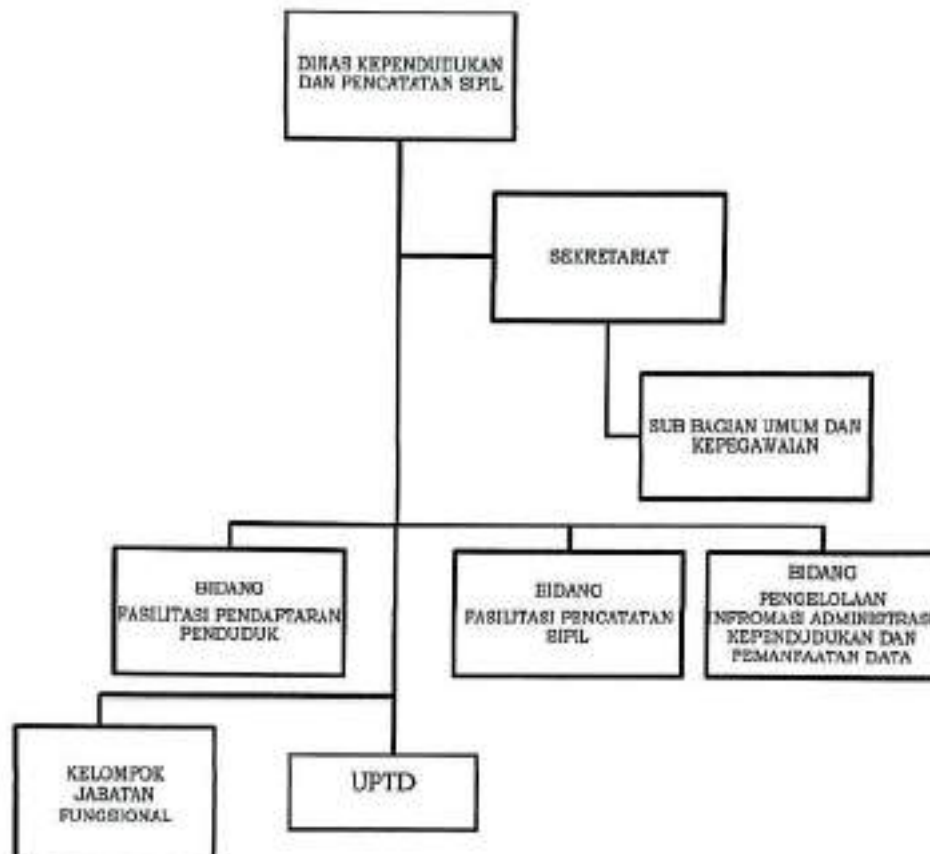 DINAS KEPENDUDUKAN
DAN PENCATATAN SIPIL
SEKRETARIAT
SUB BAGIAN UMUM DAN
KEPEGAWAIAN
BIDANG
FASILITASI PENDAFTARAN
PENDUDUK
BIDANG
FASILITASI PENCATATAN
SIPIL
BIDANG
PENGELOLAAN
INFROMASI ADMINISTRASI
KEPENDUDUKAN DAN
PEMANFAATAN DATA
KELOMPOK
JABATAN
FUNGSIONAL
UPTD